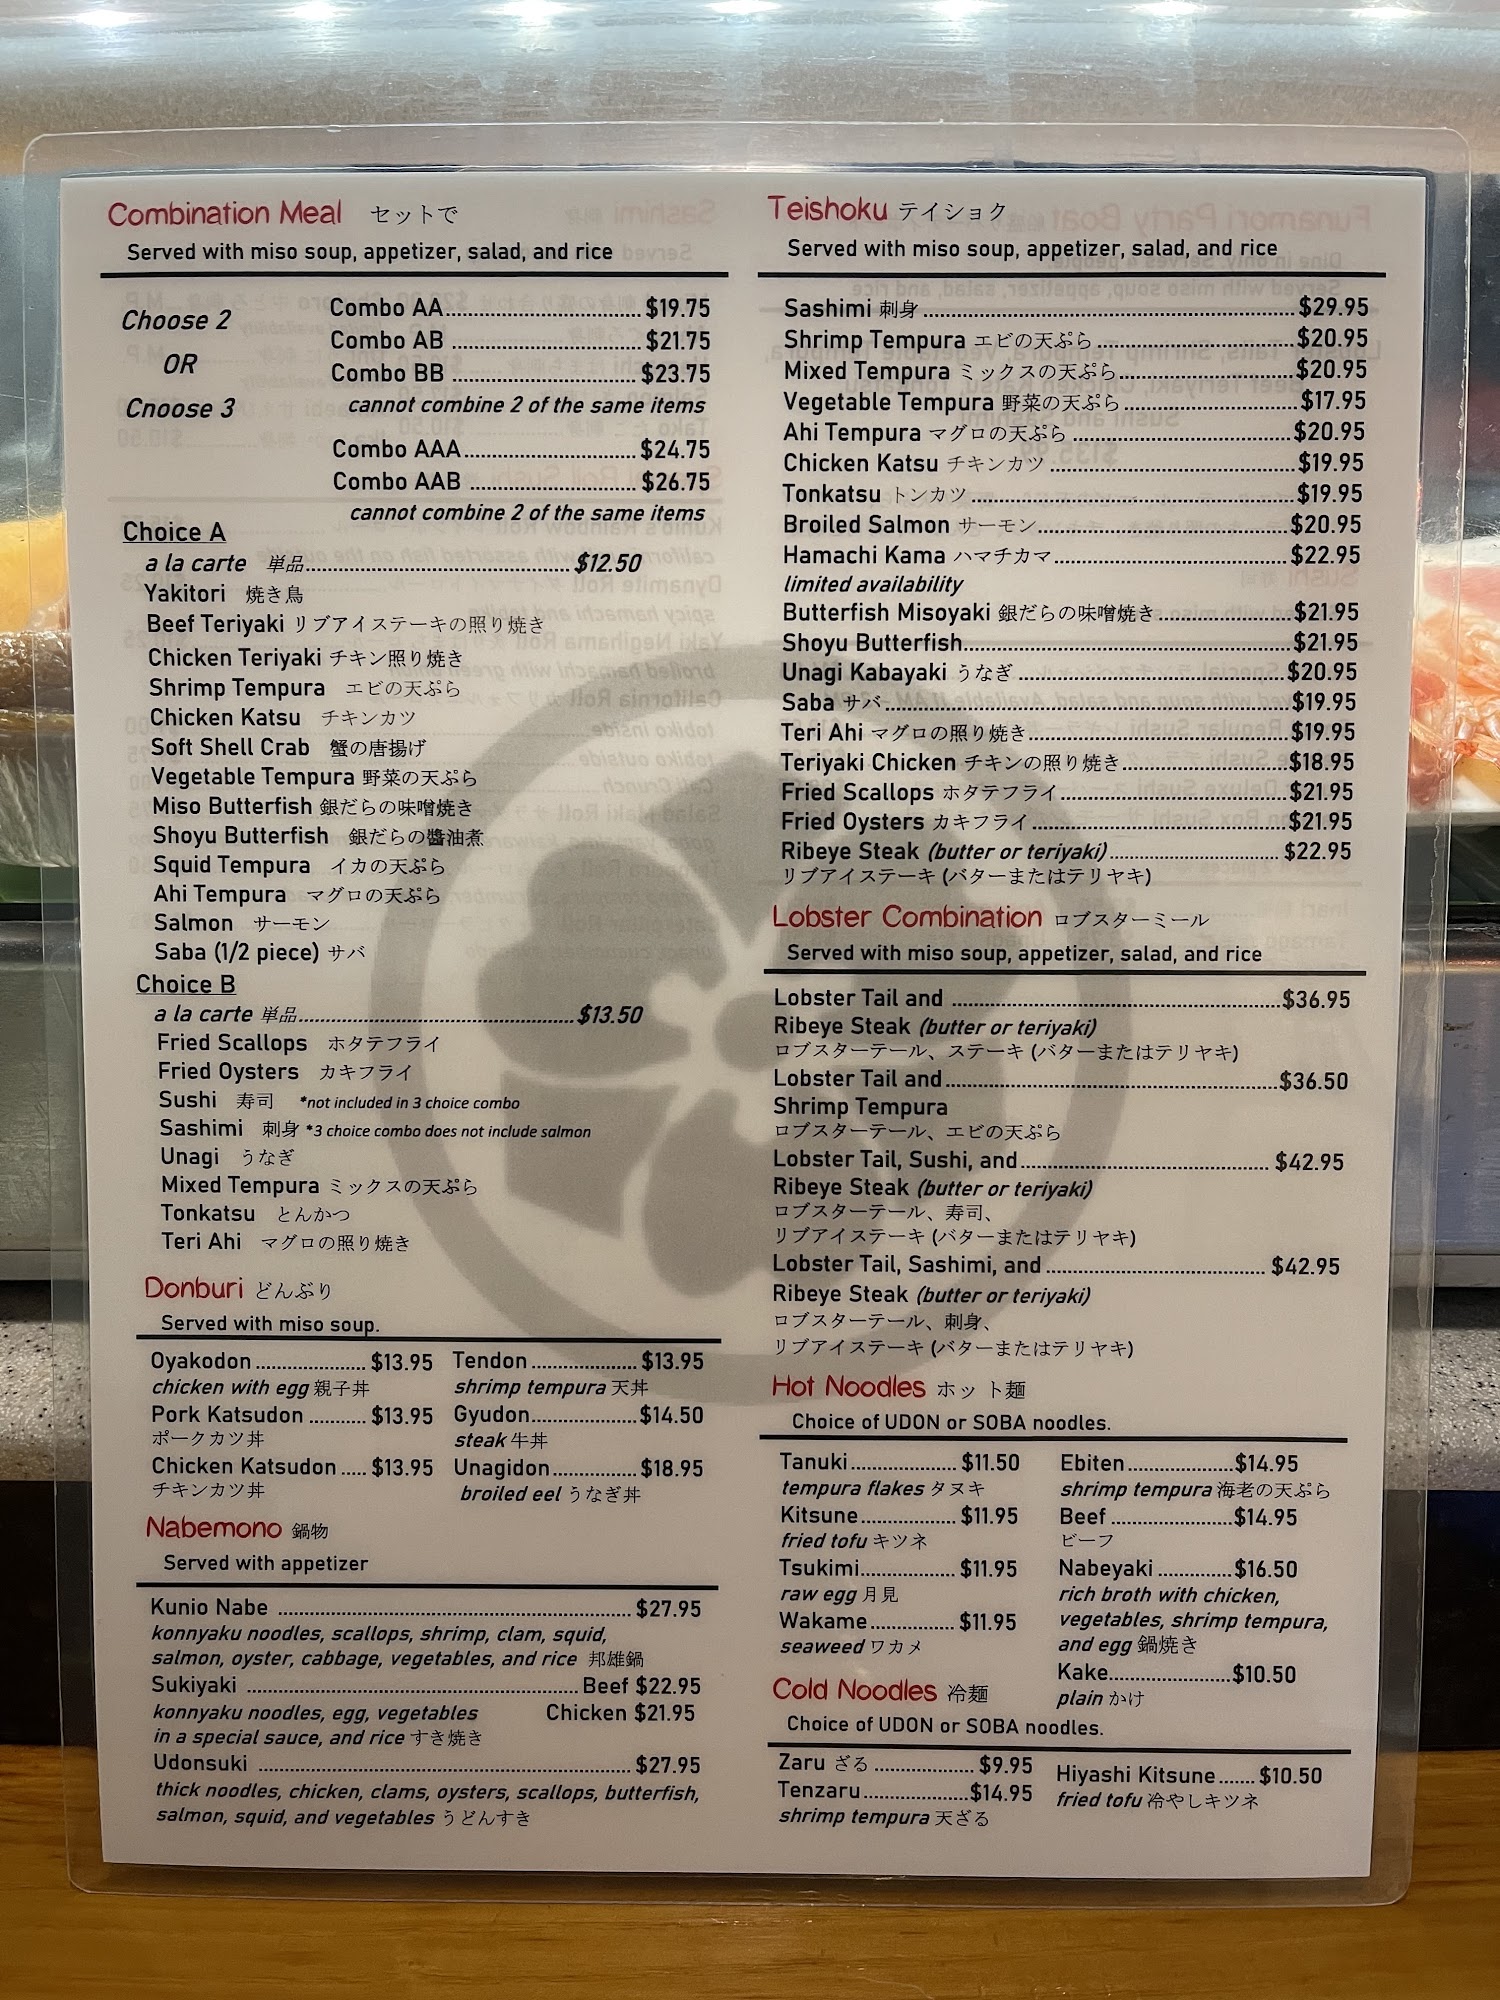 Combination Meal セットで
Served with miso soup, appetizer, salad, and rice
Choose 2
OR
Cnoose 3
Combo AA.................... $19.75
Combo AB .................... $21.75
Combo BB .................... $23.75
cannot combine 2 of the same items
Combo AAA.................... $24.75
Combo AAB .................... $26.75
cannot combine 2 of the same items
Choice A
a la carte 単品.................... $12.50
Yakitori 焼き鳥
Beef Teriyaki リブアイステーキの照り焼き
Chicken Teriyaki チキン照り焼き
Shrimp Tempura エビの天ぷら
Chicken Katsu チキンカツ
Soft Shell Crab 蟹の唐揚げ
Vegetable Tempura 野菜の天ぷら
Miso Butterfish 銀だらの味噌焼き
Shoyu Butterfish 銀だらの醬油煮
Squid Tempura イカの天ぷら
Ahi Tempura マグロの天ぷら
Salmon サーモン
Saba (1/2 piece) サバ
Choice B
a la carte 単品.................... $13.50
Fried Scallops ホタテフライ
Fried Oysters カキフライ
Sushi 寿司 *not included in 3 choice combo
Sashimi 刺身 *3 choice combo does not include salmon
Unagi うなぎ
Mixed Tempura ミックスの天ぷら
Tonkatsu とんかつ
Teri Ahi マグロの照り焼き
Donburi どんぶり
Served with miso soup.
Oyakodon .................... $13.95
chicken with egg 親子丼
Pork Katsudon .......... $13.95
ポークカツ丼
Chicken Katsudon ..... $13.95
チキンカツ丼
Tendon .................... $13.95
shrimp tempura 天丼
Gyudon.................... $14.50
steak 牛丼
Unagidon................ $18.95
broiled eel うなぎ丼
Nabemono 鍋物
Served with appetizer
Kunio Nabe .................... $27.95
konnyaku noodles, scallops, shrimp, clam, squid,
salmon, oyster, cabbage, vegetables, and rice 邦雄鍋
Sukiyaki .................... Beef $22.95
konnyaku noodles, egg, vegetables Chicken $21.95
in a special sauce, and rice すき焼き
Udonsuki .................... $27.95
thick noodles, chicken, clams, oysters, scallops, butterfish,
salmon, squid, and vegetables うどんすき
Teishoku テイショク
Served with miso soup, appetizer, salad, and rice
Sashimi 刺身 .................... $29.95
Shrimp Tempura エビの天ぷら.................... $20.95
Mixed Tempura ミックスの天ぷら.................... $20.95
Vegetable Tempura 野菜の天ぷら.................... $17.95
Ahi Tempura マグロの天ぷら .................... $20.95
Chicken Katsu チキンカツ .................... $19.95
Tonkatsu トンカツ .................... $19.95
Broiled Salmon サーモン.................... $20.95
Hamachi Kama ハマチカマ.................... $22.95
limited availability
Butterfish Misoyaki 銀だらの味噌焼き.................... $21.95
Shoyu Butterfish.................... $21.95
Unagi Kabayaki うなぎ .................... $20.95
Saba サバ.................... $19.95
Teri Ahi マグロの照り焼き.................... $19.95
Teriyaki Chicken チキンの照り焼き.................... $18.95
Fried Scallops ホタテフライ.................... $21.95
Fried Oysters カキフライ.................... $21.95
Ribeye Steak (butter or teriyaki).................... $22.95
リブアイステーキ (バターまたはテリヤキ)
Lobster Combination ロブスターミール
Served with miso soup, appetizer, salad, and rice
Lobster Tail and .................... $36.95
Ribeye Steak (butter or teriyaki)
ロブスターテール、ステーキ (バターまたはテリヤキ)
Lobster Tail and.................... $36.50
Shrimp Tempura
ロブスターテール、エビの天ぷら
Lobster Tail, Sushi, and.................... $42.95
Ribeye Steak (butter or teriyaki)
ロブスターテール、寿司、
リブアイステーキ (バターまたはテリヤキ)
Lobster Tail, Sashimi, and .................... $42.95
Ribeye Steak (butter or teriyaki)
ロブスターテール、刺身、
リブアイステーキ (バターまたはテリヤキ)
Hot Noodles ホット麺
Choice of UDON or SOBA noodles.
Tanuki.................... $11.50
tempura flakes タヌキ
Kitsune.................... $11.95
fried tofu キツネ
Tsukimi.................... $11.95
raw egg 月見
Wakame................ $11.95
seaweed ワカメ
Ebiten.................... $14.95
shrimp tempura 海老の天ぷら
Beef .................... $14.95
ビーフ
Nabeyaki .............. $16.50
rich broth with chicken,
vegetables, shrimp tempura,
and egg 鍋焼き
Kake.................... $10.50
plain かけ
Cold Noodles 冷麺
Choice of UDON or SOBA noodles.
Zaru ざる .................... $9.95
Tenzaru.................... $14.95
shrimp tempura 天ざる
Hiyashi Kitsune....... $10.50
fried tofu 冷やしキツネ